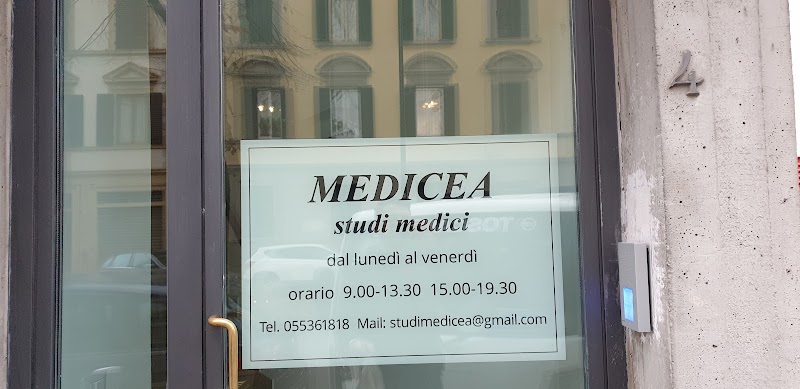 MEDICEA
studi medici
dal lunedì al venerdì
orario 9.00-13.30 15.00-19.30
Tel. 055361818 Mail: studimedicea@gmail.com
4